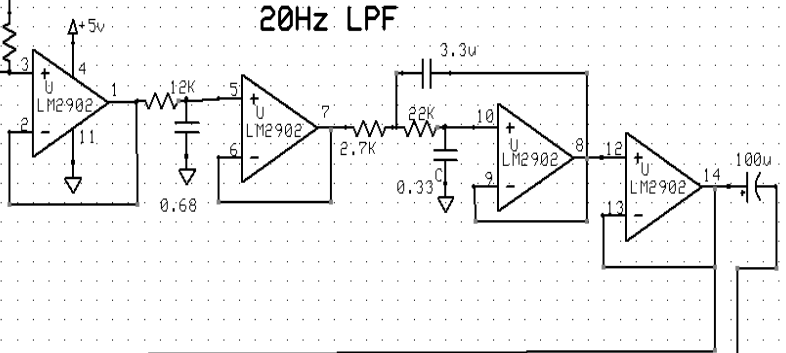 20Hz LPF
+5v
3.3u
3
+
4
U
LM2902
1
2
-
11
12K
0.68
5
+
U
LM2902
7
6
-
2.7K
22K
0.33
C
10
+
U
LM2902
8
9
-
12
+
U
LM2902
14
13
-
100u
+